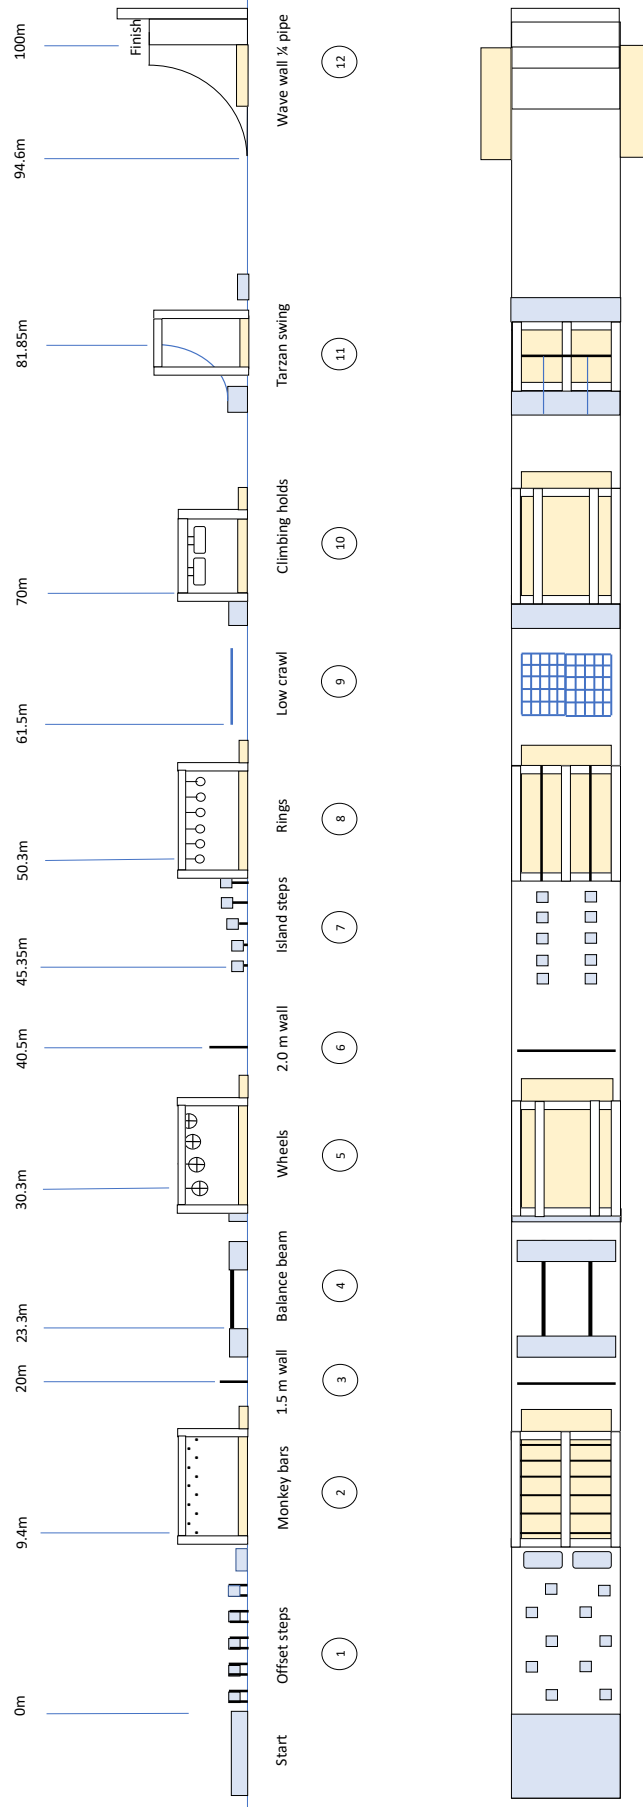 0m
9.4m
20m
23.3m
30.3m
40.5m
45.35m
50.3m
61.5m
70m
81.85m
94.6m
100m
Finish
Start
Offset steps
Monkey bars
1.5 m wall
Balance beam
Wheels
2.0 m wall
Island steps
Rings
Low crawl
Climbing holds
Tarzan swing
Wave wall ¼ pipe
1
2
3
4
5
6
7
8
9
10
11
12